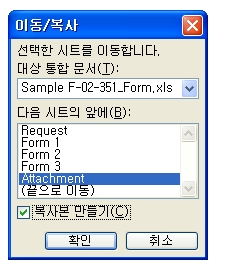 이동/복사
선택한 시트를 이동합니다.
대상 통합 문서(T):
Sample F-02-351_Form.xls
다음 시트의 앞에(B):
Request
Form 1
Form 2
Form 3
Attachment
(끝으로 이동)
복사본 만들기(C)
확인
취소